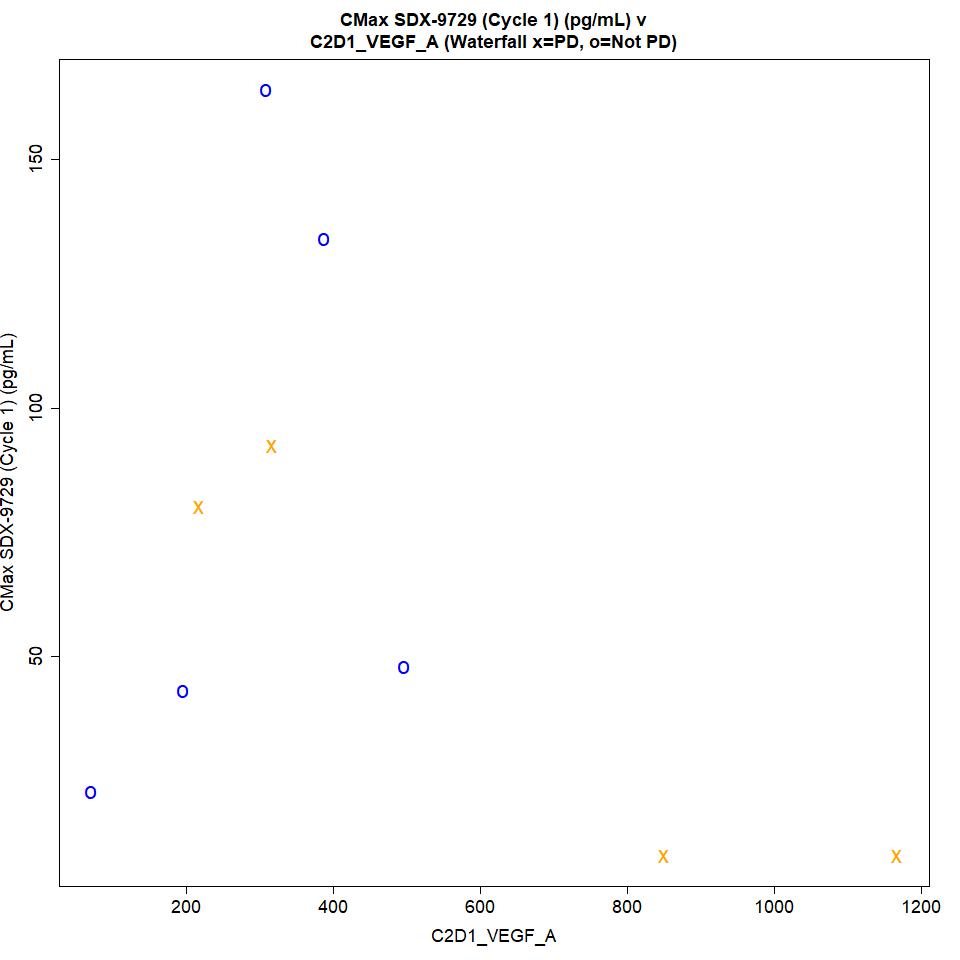 CMax SDX-9729 (Cycle 1) (pg/mL) v
C2D1_VEGF_A (Waterfall x=PD, o=Not PD)
CMax SDX-9729 (Cycle 1) (pg/mL)
150
100
50
O
O
X
X
O
O
O
X X
200 400 600 800 1000 1200
C2D1_VEGF_A